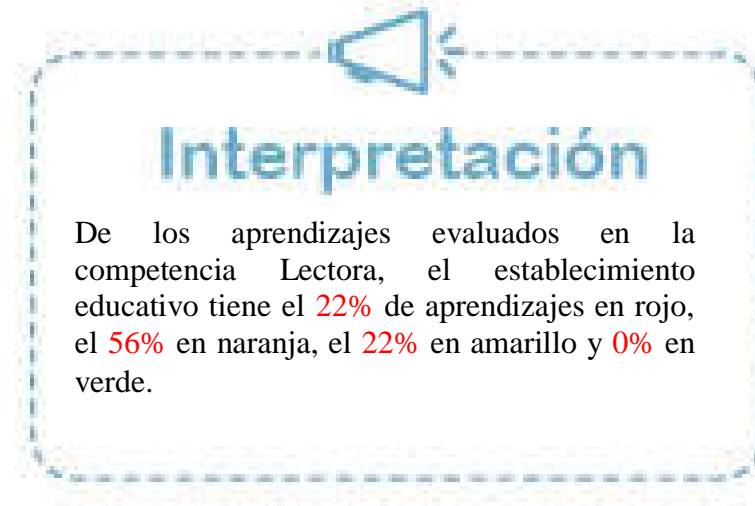 Interpretación
De los aprendizajes evaluados en la
competencia Lectora, el establecimiento
educativo tiene el 22% de aprendizajes en rojo,
el 56% en naranja, el 22% en amarillo y 0% en
verde.